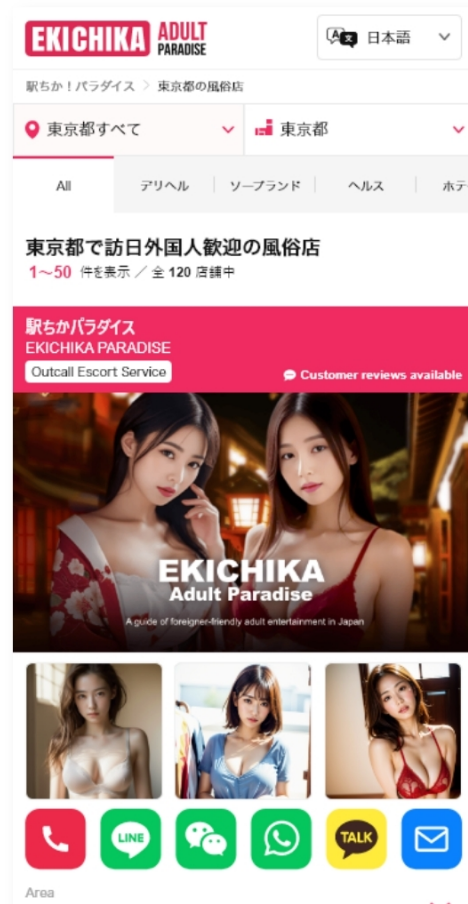 EKICHIKA ADULT PARADISE
日本語
駅ちか！パラダイス > 東京都の風俗店
東京都すべて
東京都
All
デリヘル
ソープランド
ヘルス
ホテ
東京都で訪日外国人歓迎の風俗店
1～50 件を表示 ／ 全 120 店舗中
駅ちかパラダイス
EKICHIKA PARADISE
Outcall Escort Service
Customer reviews available
EKICHIKA
Adult Paradise
A guide of foreigner-friendly adult entertainment in Japan
LINE
TALK
Area